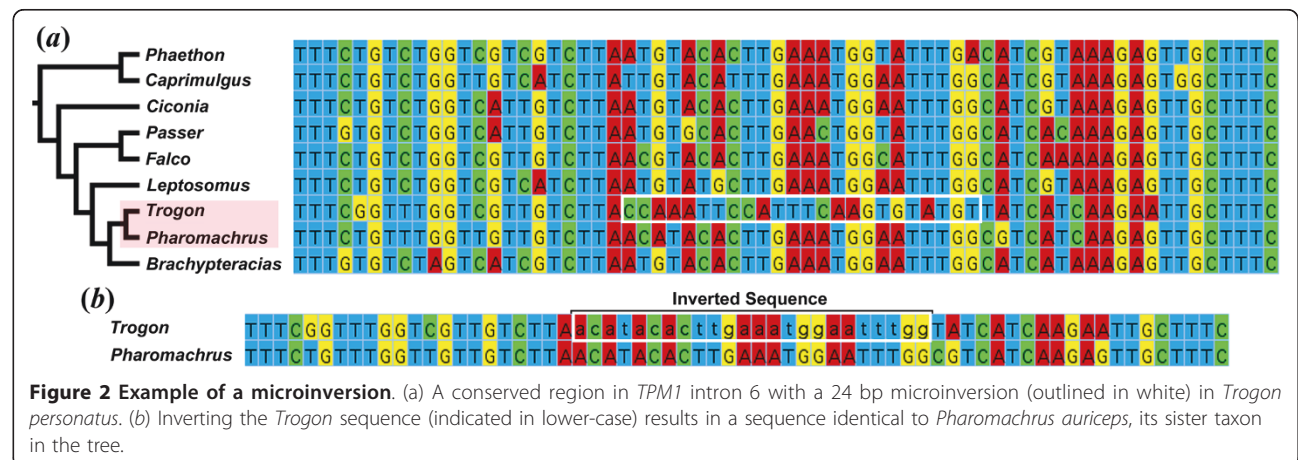 (a)
Phaethon TTTCTGTCTGGTCGTCGTCTTAATGTACACTTGAAATGGTATTTGACATCGTAAAGAGTTGCTTTC
Caprimulgus TTTCTGTCTGGTTGTCATCTTATTGTACATTTGAAATGGAATTTGGCATCGTAAAGAGTGGCTTTC
Ciconia TTTCTGTCTGGTCATTGTCTTAATGTACACTTGAAATGGAATTTGGCATCGTAAAGAGTTGCTTTC
Passer TTTGTGTCTGGTCATTGTCTTAATGTGCACTTGAACTGGTATTTGGCATCACAAAGAGTTGCTTTC
Falco TTTCTGTCTGGTCGTTGTCTTAACGTACACTTGAAATGGCATTTGGCATCAAAAAGAGTTGCTTTC
Leptosomus TTTCTGTCTGGTCGTCATCTTAATGTATGCTTGAAATGGAATTTGGCATCGTAAAGAGTTGCTTTC
Trogon TTTCGGTTTGGTCGTTGTCTTACCAAATTCCATTTCAAGTGTATGTTATCATCAAGAATTGCTTTC
Pharomachrus TTTCTGTTTGGTTGTTGTCTTAACATACACTTGAAATGGAATTTGGCGTCATCAAGAGTTGCTTTC
Brachypteracias TTTGTGTCTAGTCATCGTCTTAATGTACACTTGAAATGGAATTTGGCATCATAAAGAGTTGCTTTC
(b)
Inverted Sequence
Trogon TTTCGGTTTGGTCGTTGTCTTAacatacacttgaaatggaatttggTATCATCAAGAATTGCTTTC
Pharomachrus TTTCTGTTTGGTTGTTGTCTTAACATACACTTGAAATGGAATTTGGCGTCATCAAGAGTTGCTTTC
Figure 2 Example of a microinversion. (a) A conserved region in TPM1 intron 6 with a 24 bp microinversion (outlined in white) in Trogon
personatus. (b) Inverting the Trogon sequence (indicated in lower-case) results in a sequence identical to Pharomachrus auriceps, its sister taxon
in the tree.